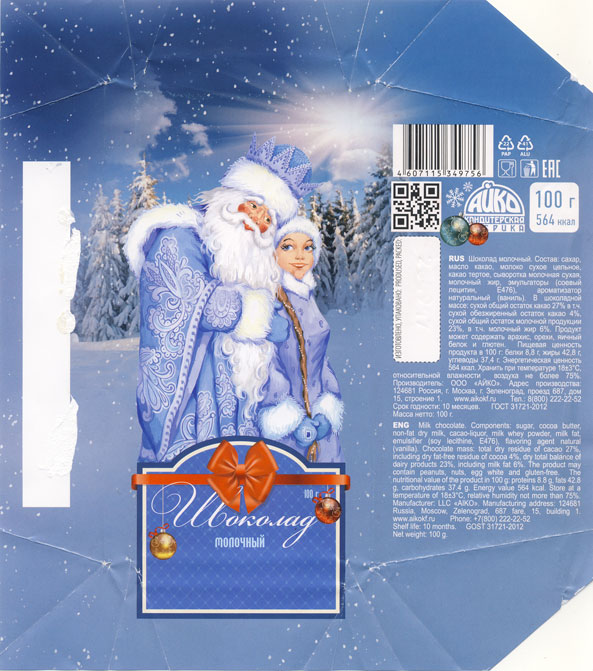 4607115349756
22
PAP
41
ALU
EAC
АЙКО
КОНДИТЕРСКАЯ
100 г
564 ккал
ИЗГОТОВЛЕНО, УПАКОВАНО: PRODUSED, PACKED:
RUS Шоколад молочный. Состав: сахар,
масло какао, молоко сухое цельное,
какао тертое, сыворотка молочная сухая,
молочный жир, эмульгаторы (соевый
лецитин, Е476), ароматизатор
натуральный (ваниль). В шоколадной
массе: сухой общий остаток какао 27% в т.ч.
сухой обезжиренный остаток какао 4%,
сухой общий остаток молочной продукции
23%, в т.ч. молочный жир 6%. Продукт
может содержать арахис, орехи, яичный
белок и глютен. Пищевая ценность
продукта в 100 г: белки 8,8 г, жиры 42,8 г,
углеводы 37,4 г. Энергетическая ценность
564 ккал. Хранить при температуре 18±3°С,
относительной влажности воздуха не более 75%.
Производитель: ООО «АЙКО». Адрес производства:
124681 Россия, г. Москва, г. Зеленоград, проезд 687, дом
15, строение 1. www.aikokf.ru Тел.: 8(800) 222-22-52
Срок годности: 10 месяцев. ГОСТ 31721-2012
Масса нетто: 100 г.
ENG Milk chocolate. Components: sugar, cocoa butter,
non-fat dry milk, cacao-liquor, milk whey powder, milk fat,
emulsifier (soy lecithine, E476), flavoring agent natural
(vanilla). Chocolate mass: total dry residue of cacao 27%,
including dry fat-free residue of cocoa 4%, dry total balance
of dairy products 23%, including milk fat 6%. The product may
contain peanuts, nuts, egg white and gluten-free. The
nutritional value of the product in 100 g: proteins 8.8 g, fats 42.8
g, carbohydrates 37.4 g. Energy value 564 kcal. Store at a
temperature of 18±3°C, relative humidity not more than 75%.
Manufacturer: LLC «AIKO». Manufacturing address: 124681
Russia, Moscow, Zelenograd, 687 fare, 15, building 1.
www.aikokf.ru Phone: +7(800) 222-22-52
Shelf life: 10 months. GOST 31721-2012
Net weight: 100 g.
100 г
Шоколад
МОЛОЧНЫЙ